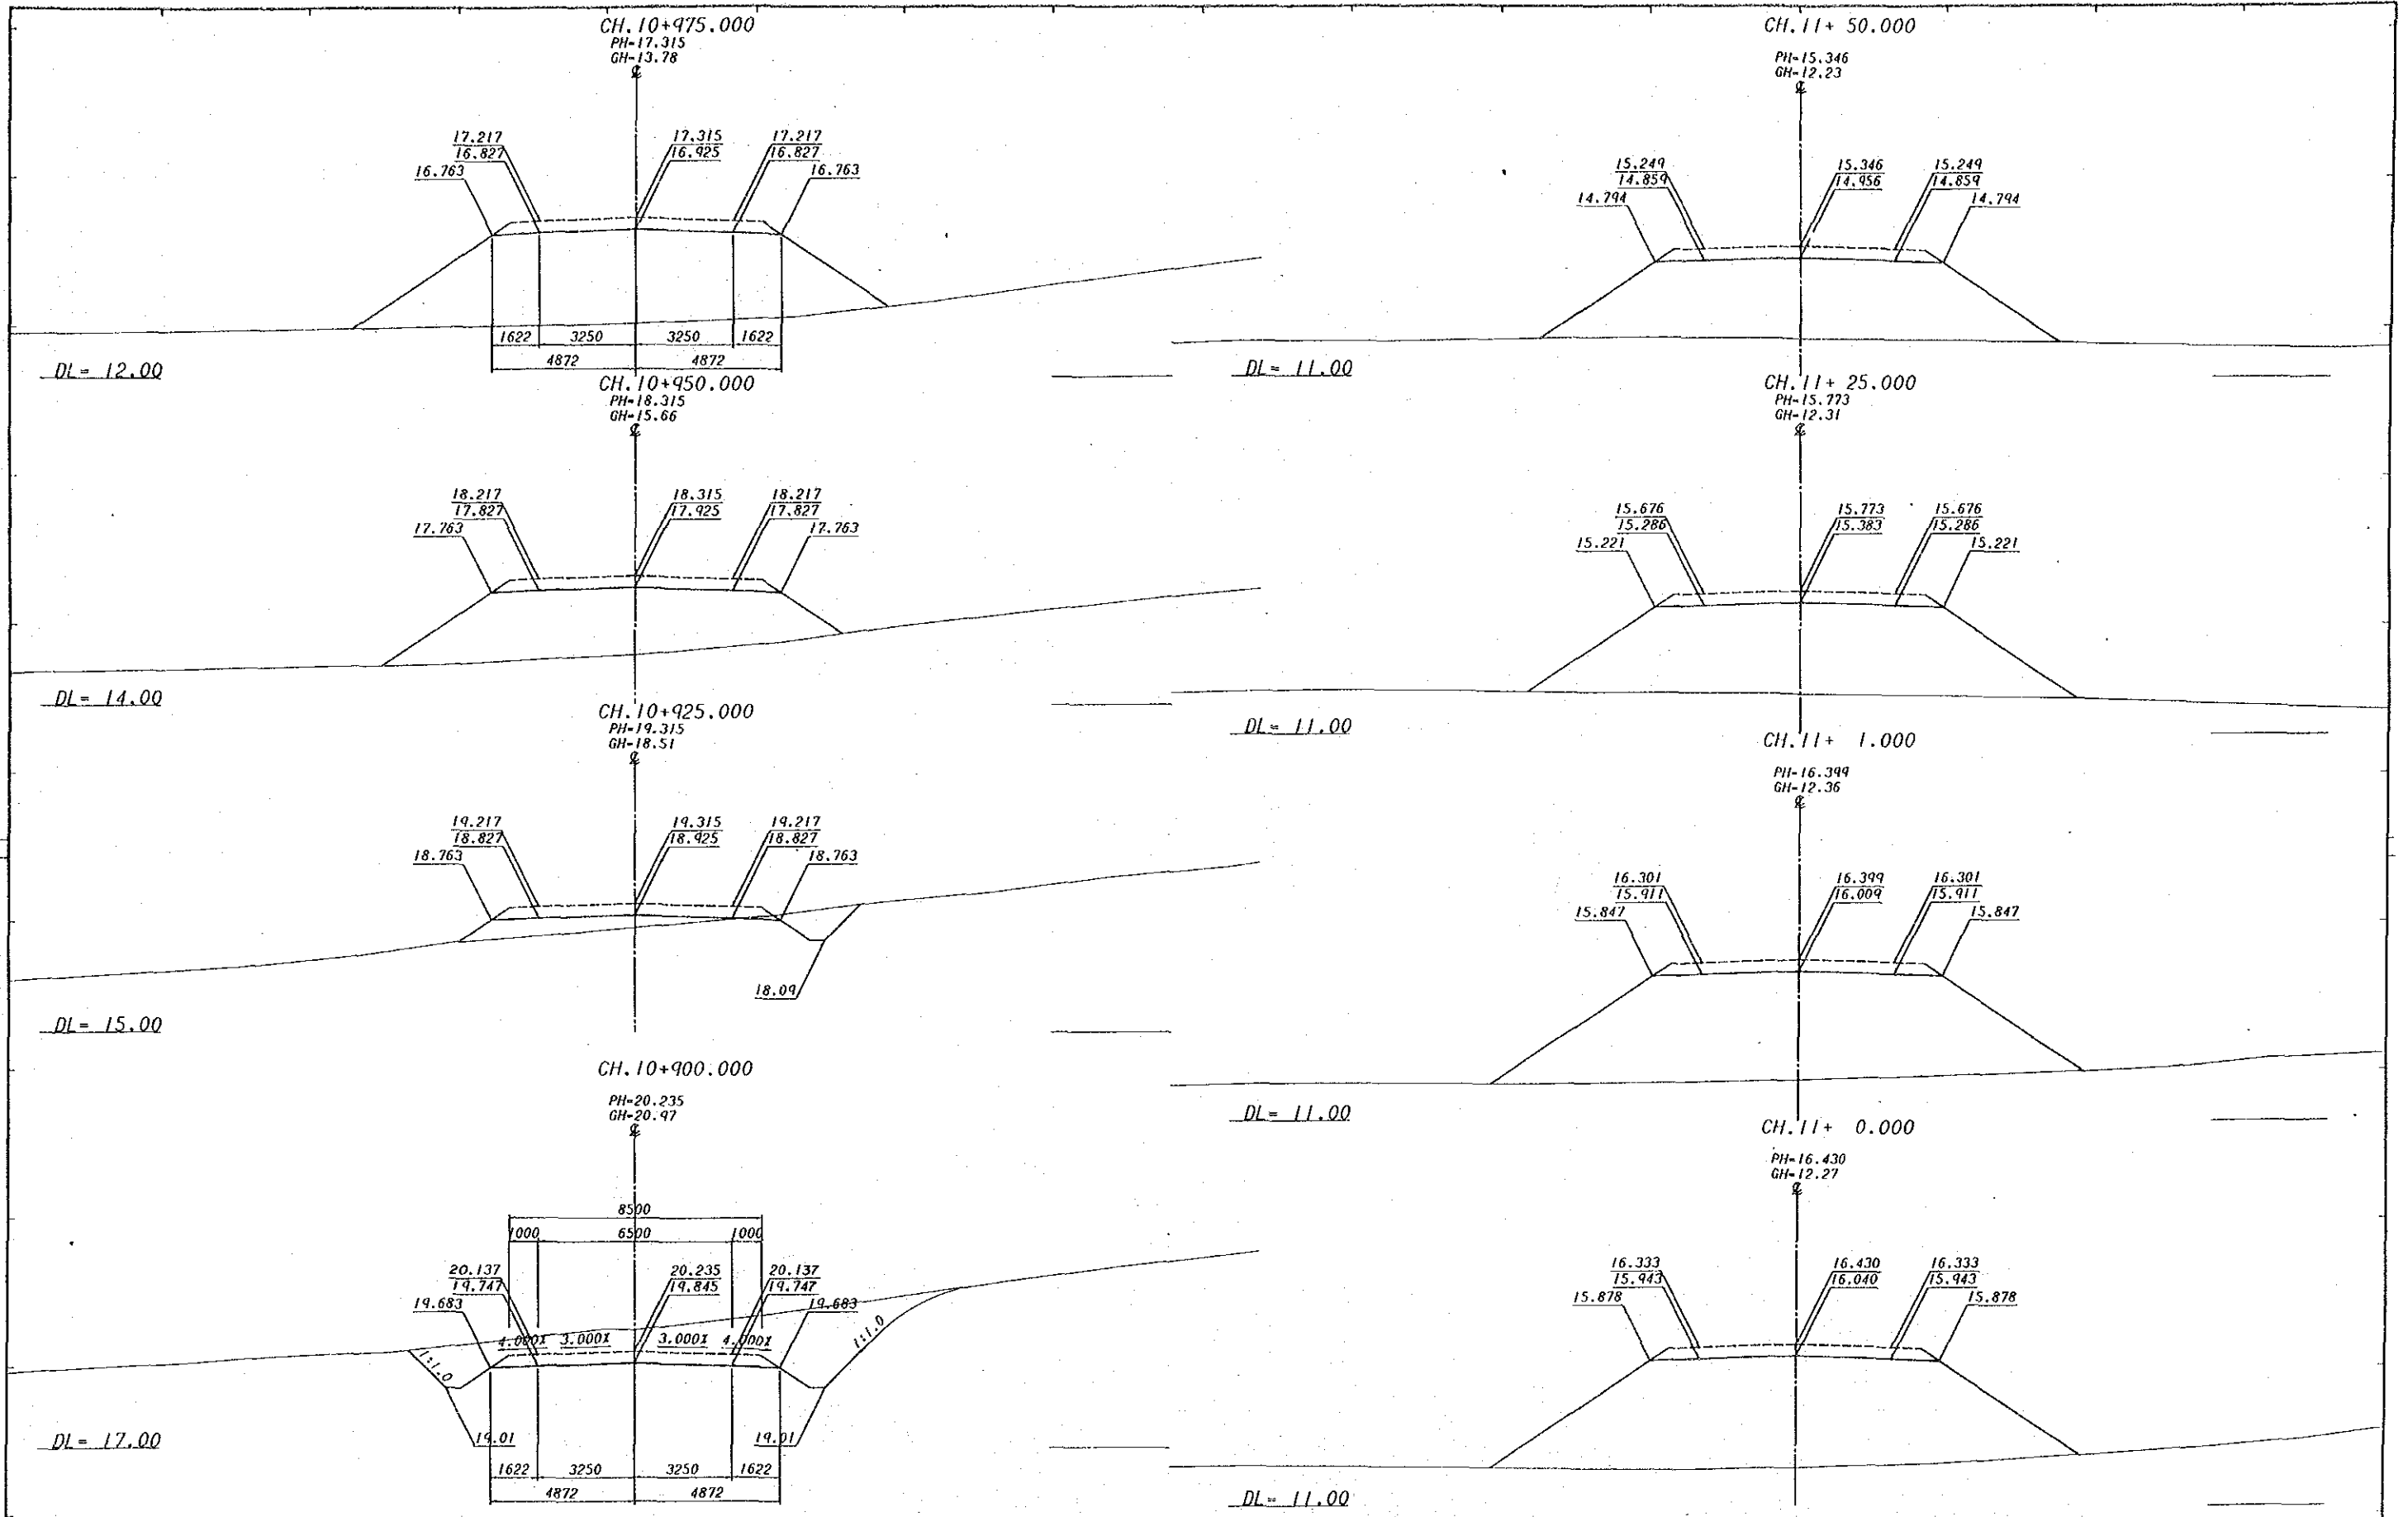 CH.10+975.000
PH=17.315
GH=13.78
17.217 17.315 17.217
16.827 16.925 16.827
16.763 16.763
1622 3250 3250 1622
4872 4872
DL= 12.00
CH.10+950.000
PH=18.315
GH=15.66
18.217 18.315 18.217
17.827 17.925 17.827
17.763 17.763
DL= 14.00
CH.10+925.000
PH=19.315
GH=18.51
19.217 19.315 19.217
18.827 18.925 18.827
18.763 18.763
18.09
DL= 15.00
CH.10+900.000
PH=20.235
GH=20.97
8500
1000 6500 1000
20.137 20.235 20.137
19.747 19.845 19.747
19.683 19.683
4.000% 3.000% 3.000% 4.000%
1:1.0 1:1.0
19.01 19.01
DL= 17.00
1622 3250 3250 1622
4872 4872
CH.11+ 50.000
PH=15.346
GH=12.23
15.249 15.346 15.249
14.859 14.956 14.859
14.794 14.794
DL= 11.00
CH.11+ 25.000
PH=15.773
GH=12.31
15.676 15.773 15.676
15.286 15.383 15.286
15.221 15.221
DL= 11.00
CH.11+ 1.000
PH=16.399
GH=12.36
16.301 16.399 16.301
15.911 16.009 15.911
15.847 15.847
DL= 11.00
CH.11+ 0.000
PH=16.430
GH=12.27
16.333 16.430 16.333
15.943 16.040 15.943
15.878 15.878
DL= 11.00